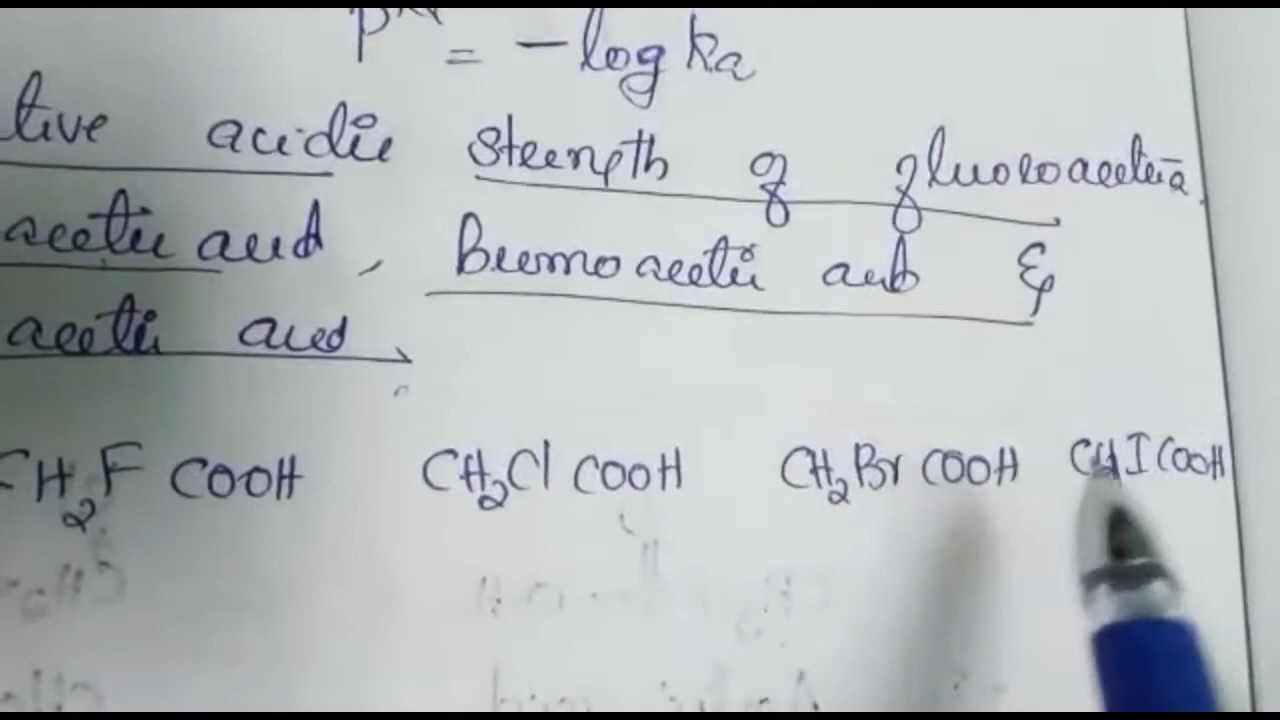 pKa = -log ka
tive acidic strength of fluoroacetic
acetic acid, Bromoacetic acid &
acetic acid.
CH2F COOH CH2Cl COOH CH2Br COOH CH2I COOH